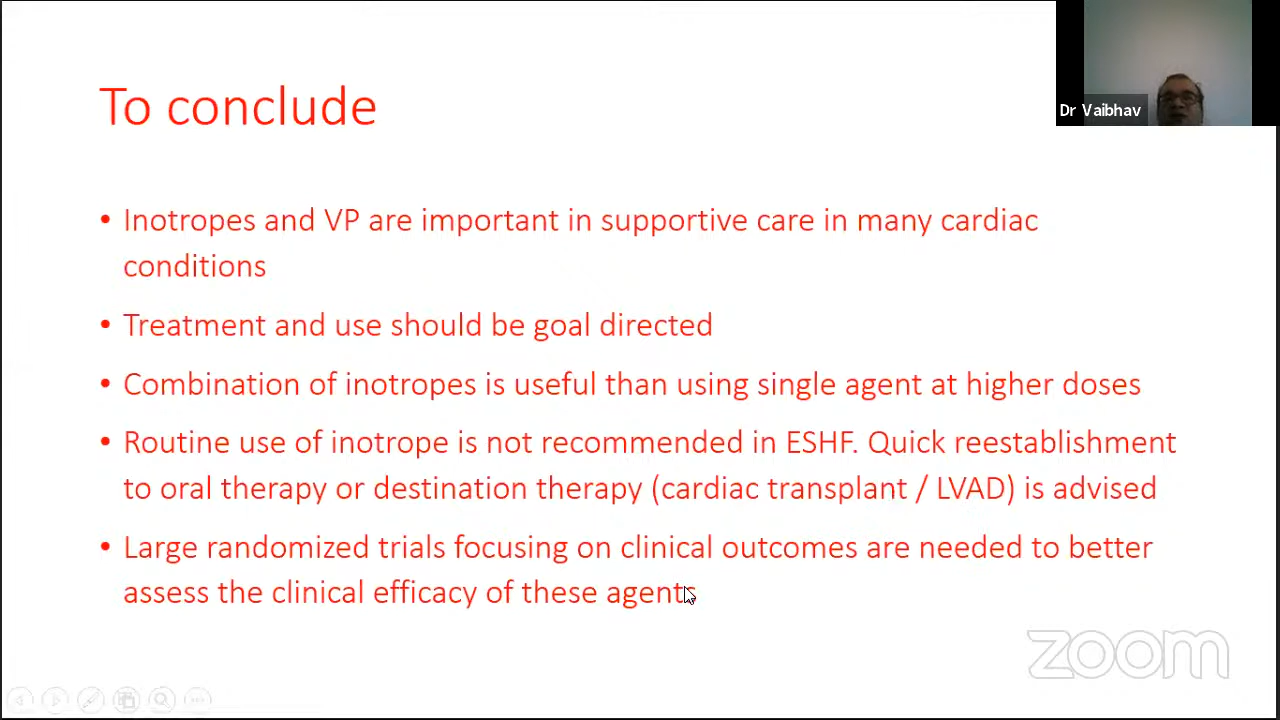 To conclude
Dr Vaibhav
• Inotropes and VP are important in supportive care in many cardiac
conditions
• Treatment and use should be goal directed
• Combination of inotropes is useful than using single agent at higher doses
• Routine use of inotrope is not recommended in ESHF. Quick reestablishment
to oral therapy or destination therapy (cardiac transplant / LVAD) is advised
• Large randomized trials focusing on clinical outcomes are needed to better
assess the clinical efficacy of these agents
zoom